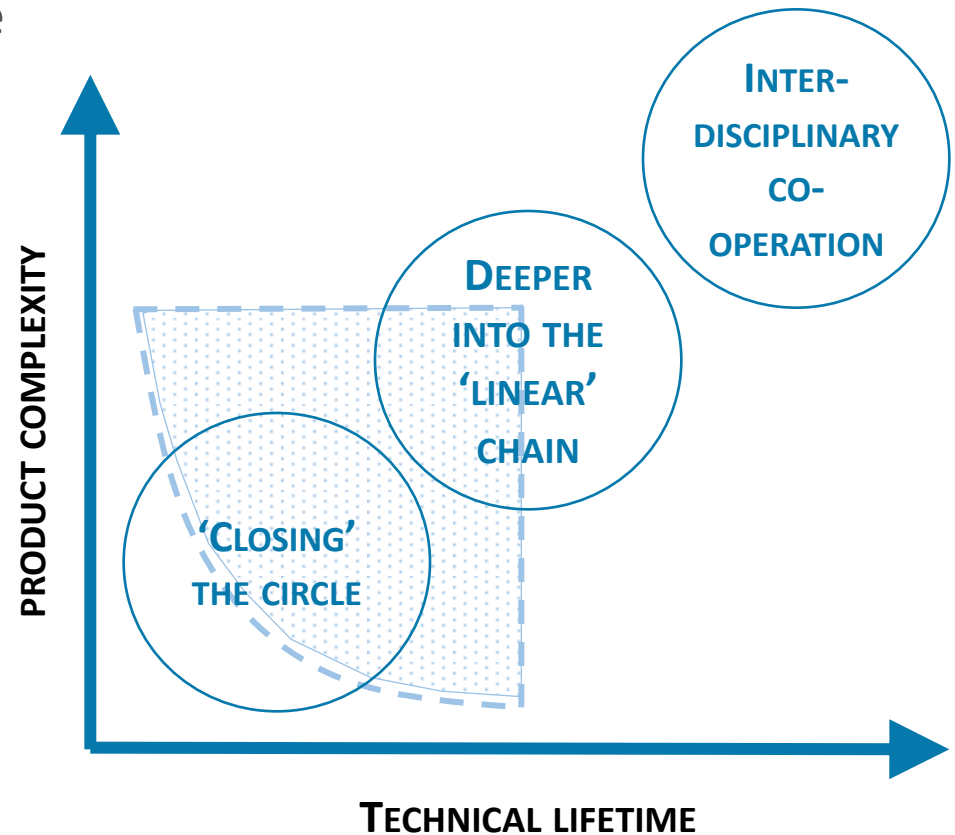 e
INTER-
DISCIPLINARY
CO-
OPERATION
DEEPER
INTO THE
‘LINEAR’
CHAIN
‘CLOSING’
THE CIRCLE
PRODUCT COMPLEXITY
TECHNICAL LIFETIME